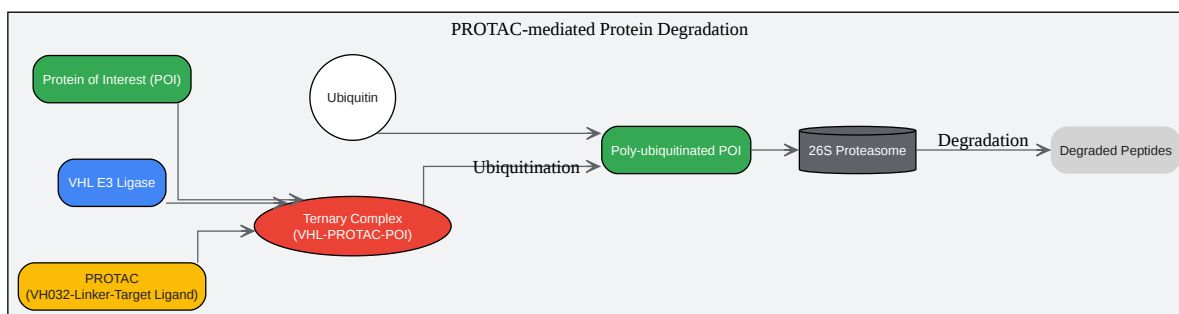 PROTAC-mediated Protein Degradation
Protein of Interest (POI)
Ubiquitin
VHL E3 Ligase
PROTAC
(VH032-Linker-Target Ligand)
Ternary Complex
(VHL-PROTAC-POI)
Ubiquitination
Poly-ubiquitinated POI
26S Proteasome
Degradation
Degraded Peptides